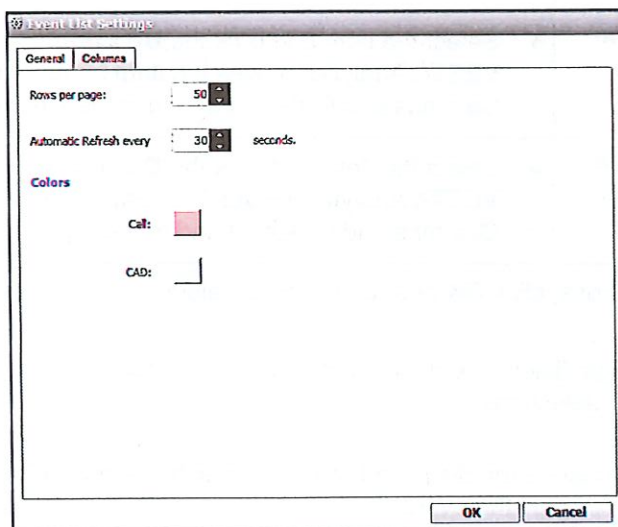 Event List Settings
General Columns
Rows per page: 50
Automatic Refresh every 30 seconds.
Colors
Call:
CAD:
OK Cancel